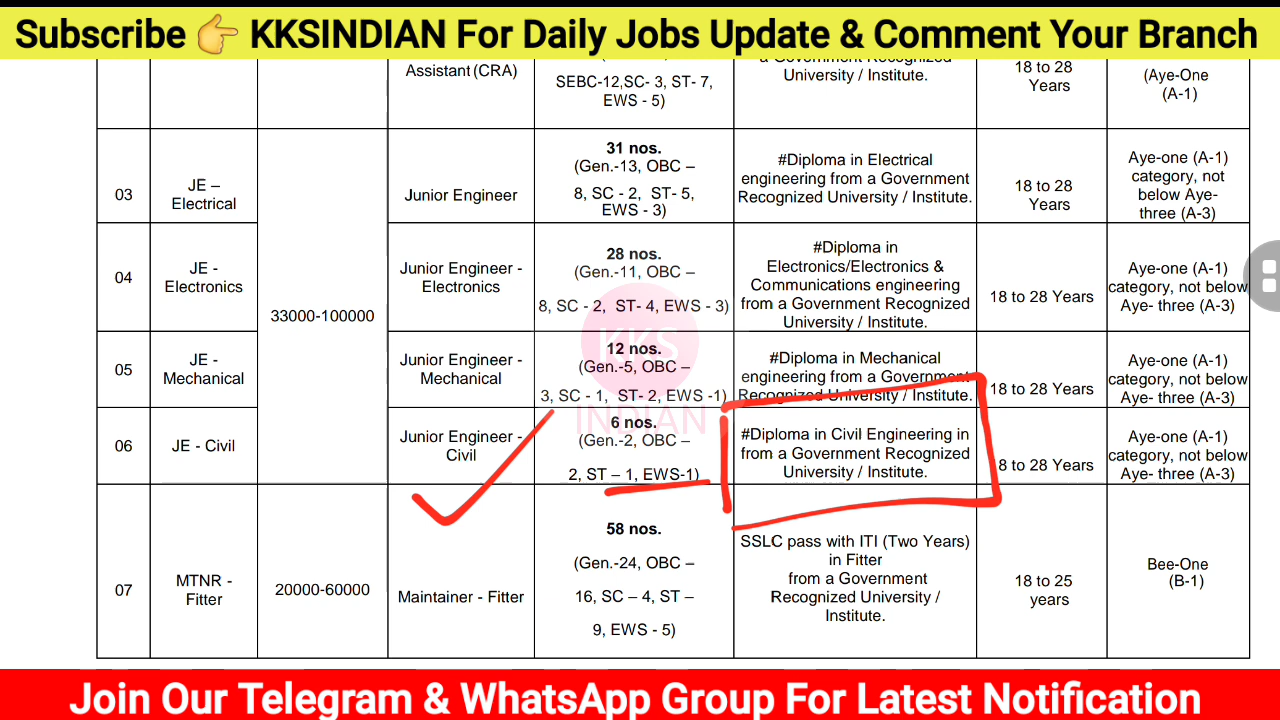 Subscribe 👉 KKSINDIAN For Daily Jobs Update & Comment Your Branch
Assistant (CRA)
SEBC-12,SC- 3, ST- 7,
EWS - 5)
a Government Recognized
University / Institute.
18 to 28
Years
(Aye-One
(A-1)
03
JE –
Electrical
Junior Engineer
31 nos.
(Gen.-13, OBC –
8, SC - 2, ST- 5,
EWS - 3)
#Diploma in Electrical
engineering from a Government
Recognized University / Institute.
18 to 28
Years
Aye-one (A-1)
category, not
below Aye-
three (A-3)
04
JE -
Electronics
33000-100000
Junior Engineer -
Electronics
28 nos.
(Gen.-11, OBC –
8, SC - 2, ST- 4, EWS - 3)
#Diploma in
Electronics/Electronics &
Communications engineering
from a Government Recognized
University / Institute.
18 to 28 Years
Aye-one (A-1)
category, not below
Aye- three (A-3)
05
JE -
Mechanical
Junior Engineer -
Mechanical
12 nos.
(Gen.-5, OBC –
3, SC - 1, ST- 2, EWS -1)
#Diploma in Mechanical
engineering from a Government
Recognized University / Institute.
18 to 28 Years
Aye-one (A-1)
category, not below
Aye- three (A-3)
KKS
INDIAN
06
JE - Civil
Junior Engineer -
Civil
6 nos.
(Gen.-2, OBC –
2, ST – 1, EWS-1)
#Diploma in Civil Engineering in
from a Government Recognized
University / Institute.
8 to 28 Years
Aye-one (A-1)
category, not below
Aye- three (A-3)
07
MTNR -
Fitter
20000-60000
Maintainer - Fitter
58 nos.
(Gen.-24, OBC –
16, SC – 4, ST –
9, EWS - 5)
SSLC pass with ITI (Two Years)
in Fitter
from a Government
Recognized University /
Institute.
18 to 25
years
Bee-One
(B-1)
Join Our Telegram & WhatsApp Group For Latest Notification